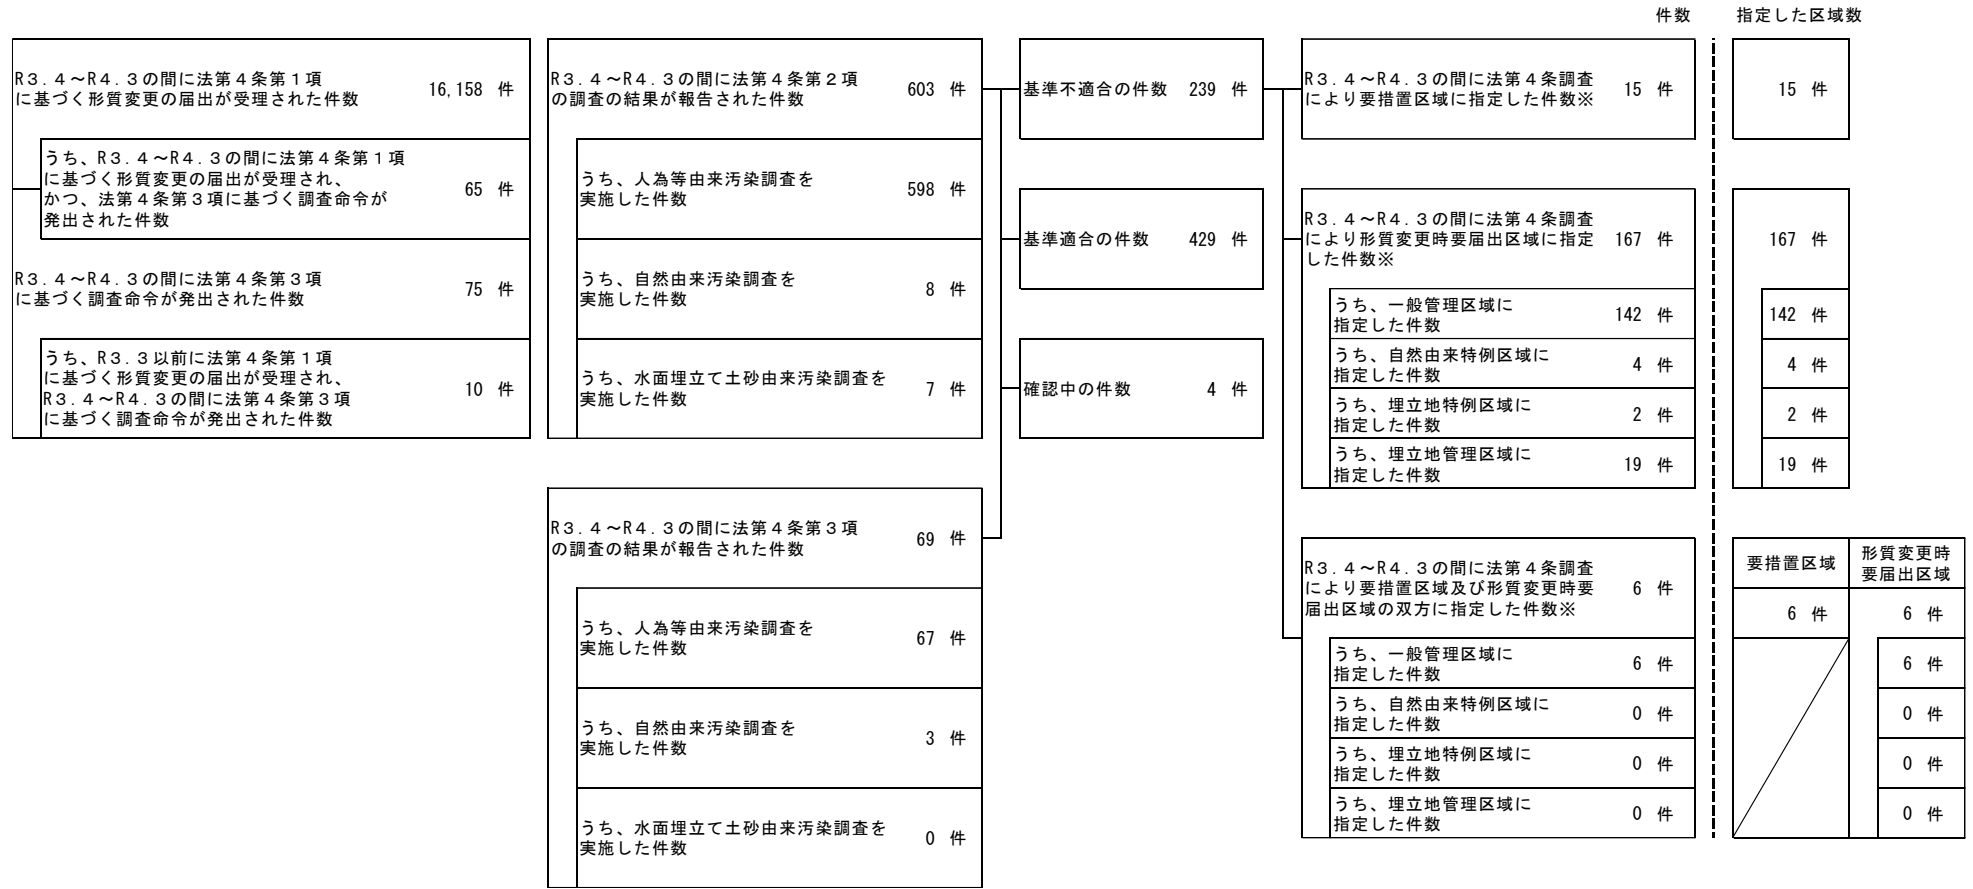 件数
指定した区域数
R3.4～R4.3の間に法第4条第1項
に基づく形質変更の届出が受理された件数 16,158 件
うち、R3.4～R4.3の間に法第4条第1項
に基づく形質変更の届出が受理され、
かつ、法第4条第3項に基づく調査命令が
発出された件数
65 件
R3.4～R4.3の間に法第4条第3項
に基づく調査命令が発出された件数
75 件
うち、R3.3以前に法第4条第1項
に基づく形質変更の届出が受理され、
R3.4～R4.3の間に法第4条第3項
に基づく調査命令が発出された件数
10 件
R3.4～R4.3の間に法第4条第2項
の調査の結果が報告された件数
603 件
うち、人為等由来汚染調査を
実施した件数
598 件
うち、自然由来汚染調査を
実施した件数
8 件
うち、水面埋立て土砂由来汚染調査を
実施した件数
7 件
R3.4～R4.3の間に法第4条第3項
の調査の結果が報告された件数
69 件
うち、人為等由来汚染調査を
実施した件数
67 件
うち、自然由来汚染調査を
実施した件数
3 件
うち、水面埋立て土砂由来汚染調査を
実施した件数
0 件
基準不適合の件数 239 件
基準適合の件数 429 件
確認中の件数 4 件
R3.4～R4.3の間に法第4条調査
により要措置区域に指定した件数※
15 件
15 件
R3.4～R4.3の間に法第4条調査
により形質変更時要届出区域に指定
した件数※
167 件
167 件
うち、一般管理区域に
指定した件数
142 件
142 件
うち、自然由来特例区域に
指定した件数
4 件
4 件
うち、埋立地特例区域に
指定した件数
2 件
2 件
うち、埋立地管理区域に
指定した件数
19 件
19 件
R3.4～R4.3の間に法第4条調査
により要措置区域及び形質変更時要
届出区域の双方に指定した件数※
6 件
要措置区域
形質変更時
要届出区域
6 件
6 件
うち、一般管理区域に
指定した件数
6 件
6 件
うち、自然由来特例区域に
指定した件数
0 件
0 件
うち、埋立地特例区域に
指定した件数
0 件
0 件
うち、埋立地管理区域に
指定した件数
0 件
0 件